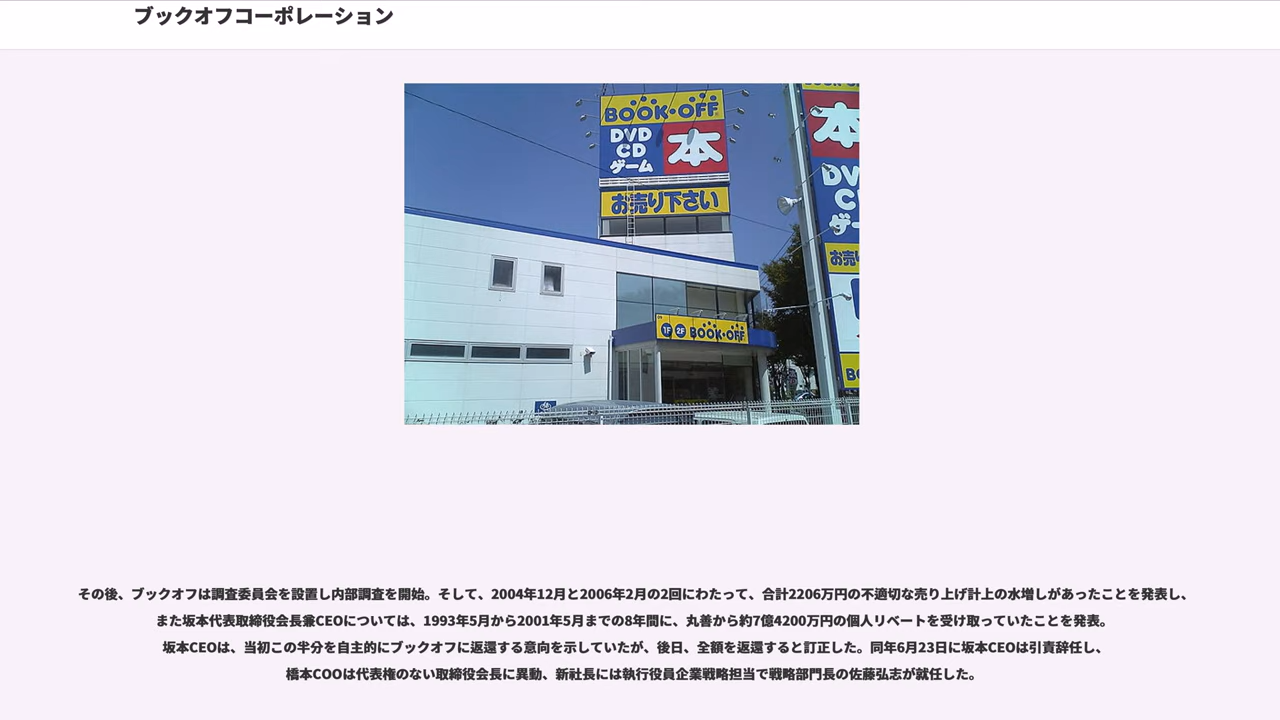 ブックオフコーポレーション
BOOK・OFF
DVD
CD
ゲーム
本
お売り下さい
BOOK・OFF
本
DV
C
ゲー
お売り
1F 2F BOOK・OFF
その後、ブックオフは調査委員会を設置し内部調査を開始。そして、2004年12月と2006年2月の2回にわたって、合計2206万円の不適切な売り上げ計上の水増しがあったことを発表し、
また坂本代表取締役会長兼CEOについては、1993年5月から2001年5月までの8年間に、丸善から約7億4200万円の個人リベートを受け取っていたことを発表。
坂本CEOは、当初この半分を自主的にブックオフに返還する意向を示していたが、後日、全額を返還すると訂正した。同年6月23日に坂本CEOは引責辞任し、
橋本COOは代表権のない取締役会長に異動、新社長には執行役員企業戦略担当で戦略部門長の佐藤弘志が就任した。